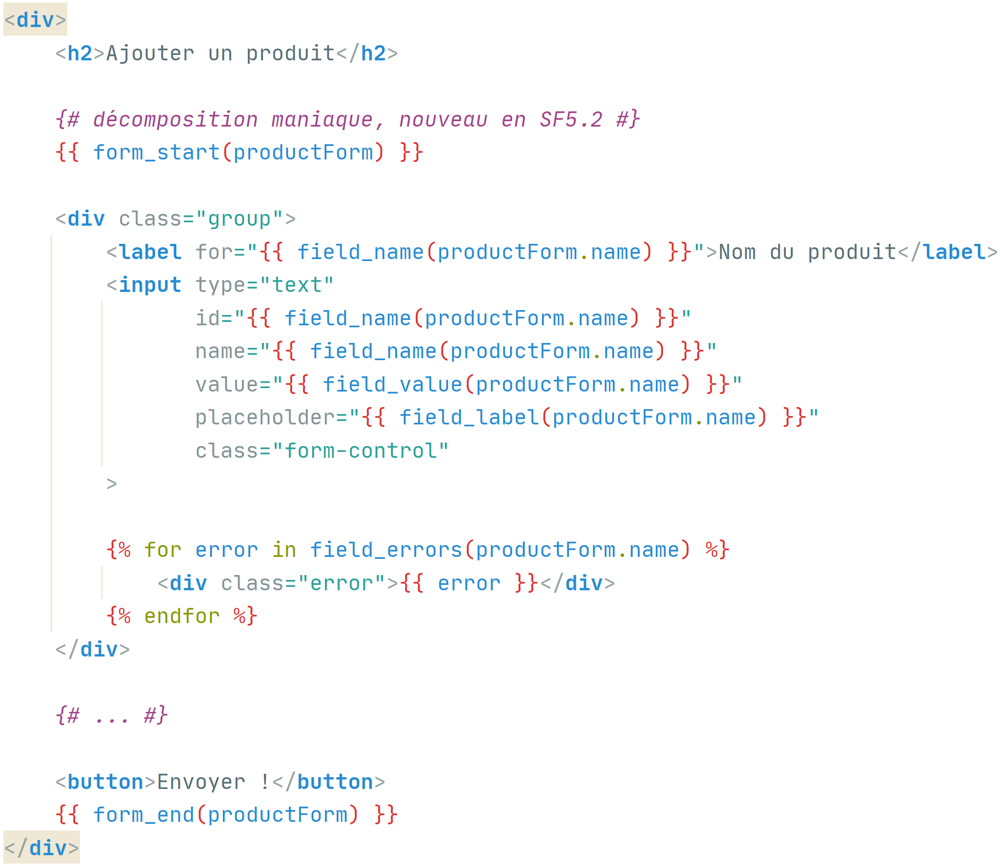 <div>
<h2>Ajouter un produit</h2>
{# décomposition maniaque, nouveau en SF5.2 #}
{{ form_start(productForm) }}
<div class="group">
<label for="{{ field_name(productForm.name) }}">Nom du produit</label>
<input type="text"
id="{{ field_name(productForm.name) }}"
name="{{ field_name(productForm.name) }}"
value="{{ field_value(productForm.name) }}"
placeholder="{{ field_label(productForm.name) }}"
class="form-control"
>
{% for error in field_errors(productForm.name) %}
<div class="error">{{ error }}</div>
{% endfor %}
</div>
{# ... #}
<button>Envoyer !</button>
{{ form_end(productForm) }}
</div>